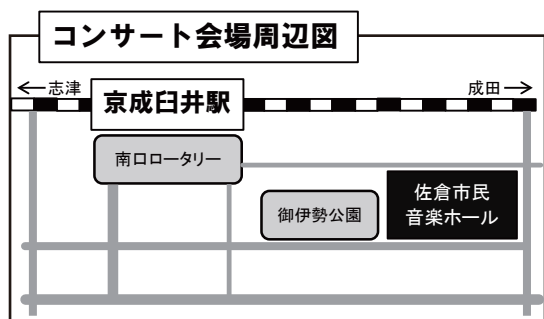 コンサート会場周辺図
←志津
成田→
京成臼井駅
南口ロータリー
御伊勢公園
佐倉市民
音楽ホール